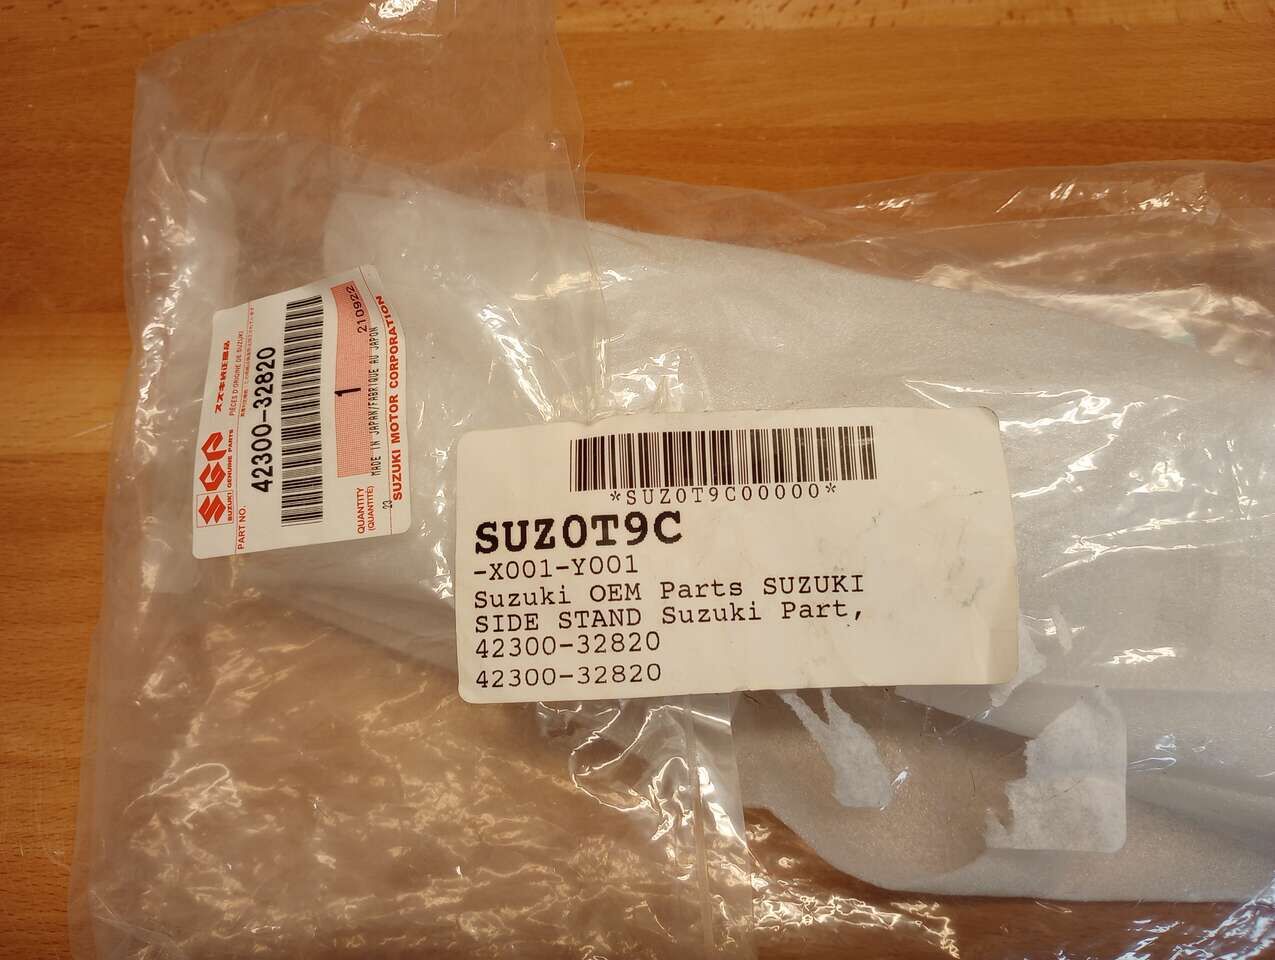 SGP
SUZUKI GENUINE PARTS
スズキ純正部品
PIÈCES D'ORIGINE DE SUZUKI
PART NO.
42300-32820
1
210922
QUANTITY
(QUANTITÉ)
MADE IN JAPAN/FABRIQUE AU JAPON
23
SUZUKI MOTOR CORPORATION
*SUZ0T9C00000*
SUZ0T9C
-X001-Y001
Suzuki OEM Parts SUZUKI
SIDE STAND Suzuki Part,
42300-32820
42300-32820